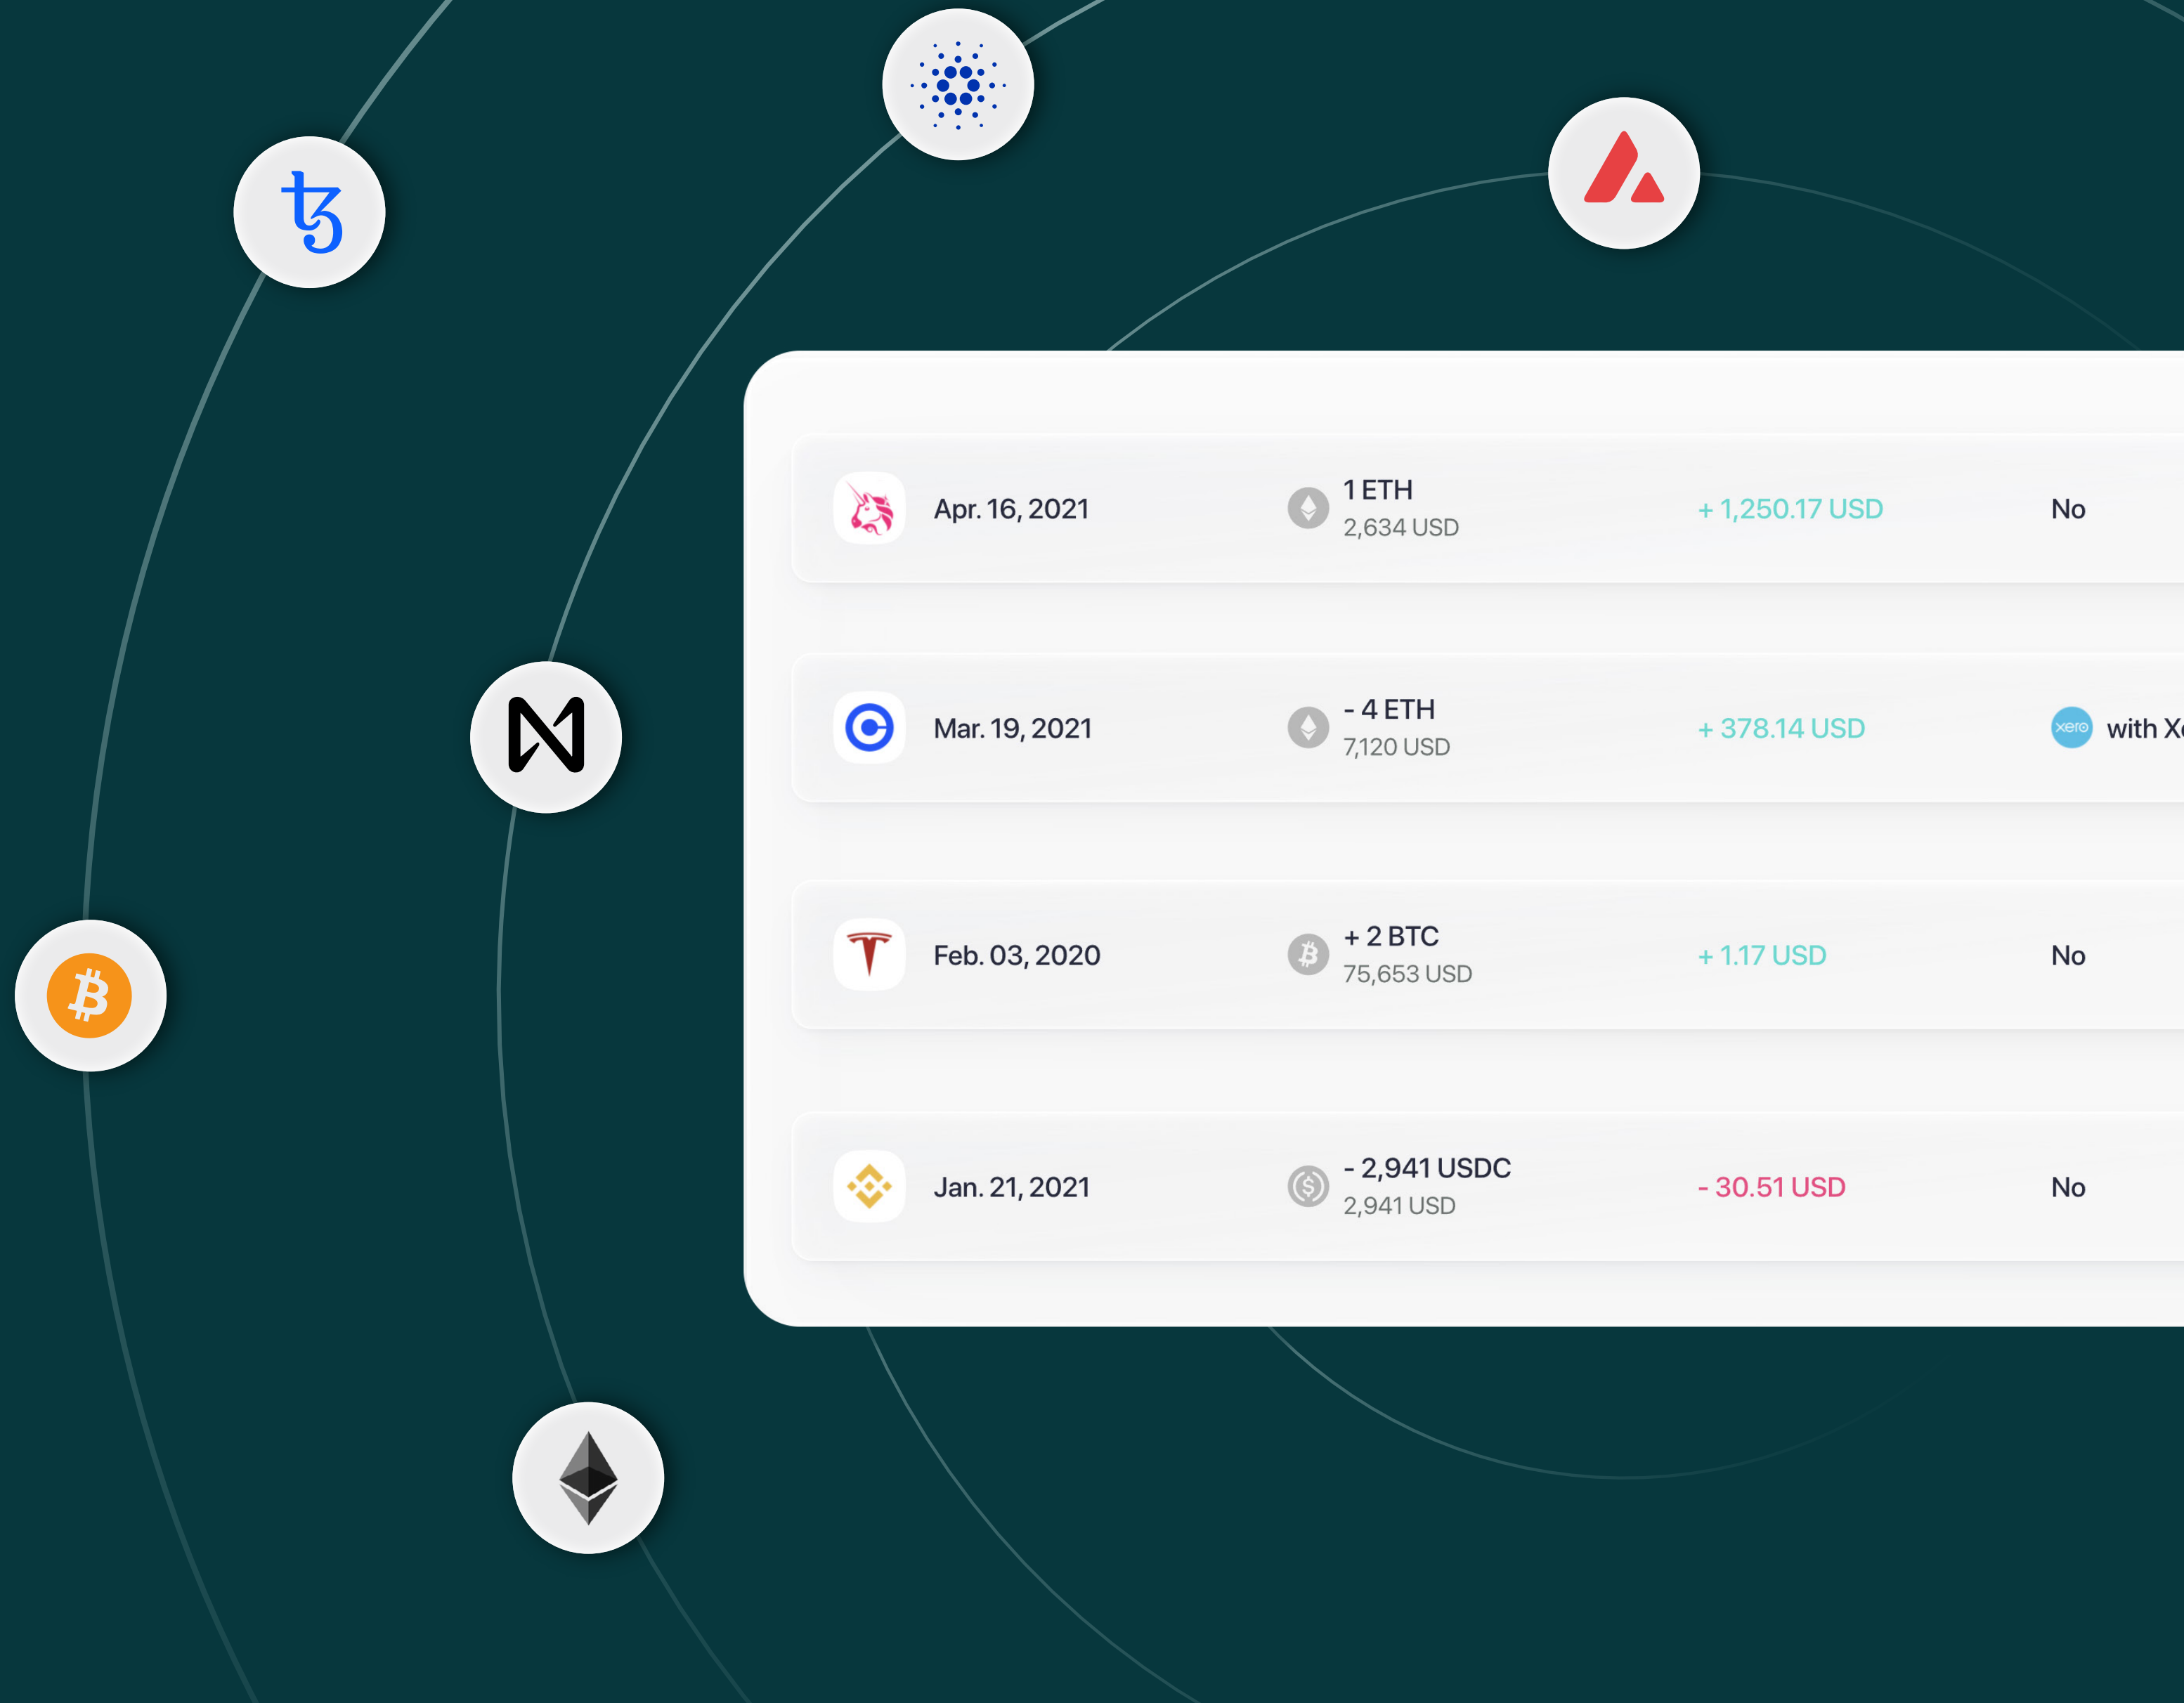 Apr. 16, 2021
1 ETH
2,634 USD
+ 1,250.17 USD
No
Mar. 19, 2021
- 4 ETH
7,120 USD
+ 378.14 USD
xero
with
Feb. 03, 2020
+ 2 BTC
75,653 USD
+ 1.17 USD
No
Jan. 21, 2021
- 2,941 USDC
2,941 USD
- 30.51 USD
No